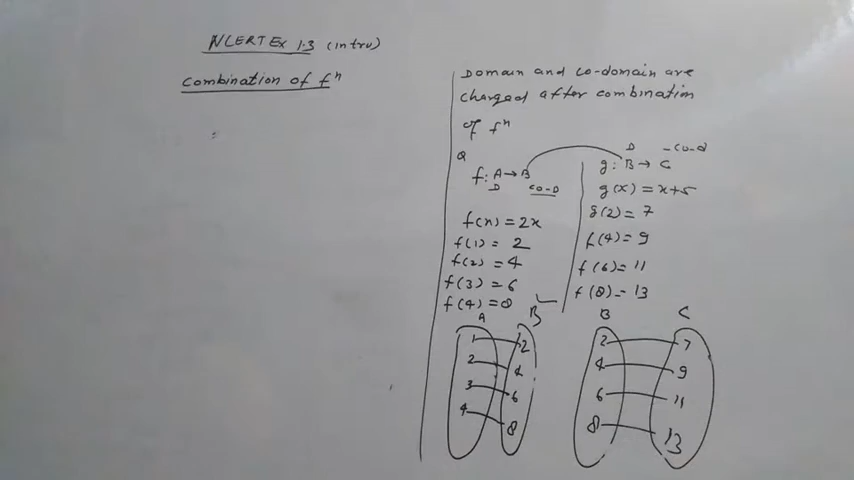 NCERT Ex 1.3 (intru)
combination of fⁿ
Domain and co-domain are
charged after combination
of fⁿ
Q
f: A → B
D co-D
f(x) = 2x
f(1) = 2
f(2) = 4
f(3) = 6
f(4) = 8
D - co-d
g: B → C
g(x) = x+5
g(2) = 7
f(4) = 9
f(6) = 11
f(8) = 13
A B
1 2
2 4
3 6
4 8
B C
2 7
4 9
6 11
8 13